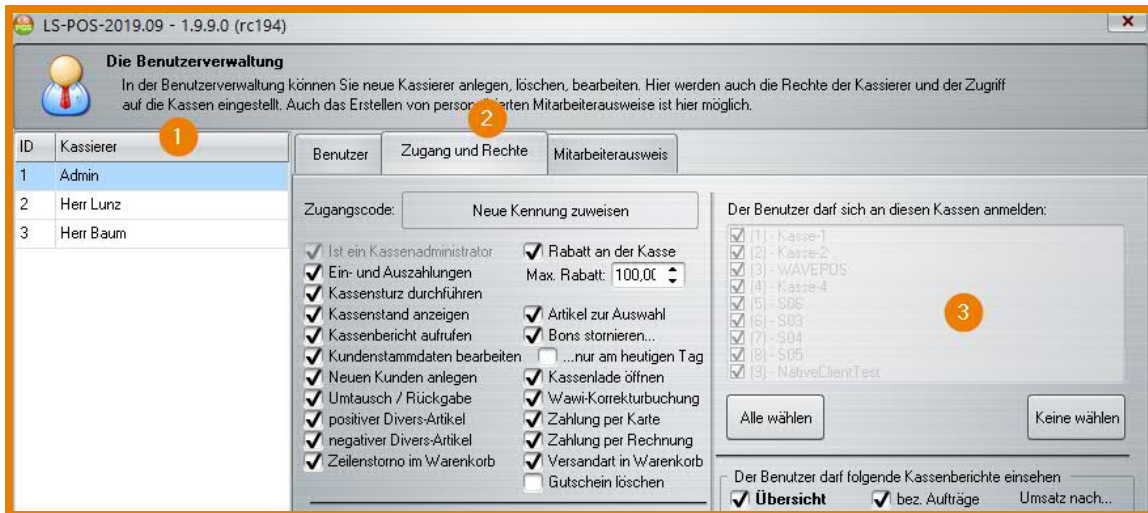 LS-POS-2019.09 - 1.9.9.0 (rc194)
Die Benutzerverwaltung
In der Benutzerverwaltung können Sie neue Kassierer anlegen, löschen, bearbeiten. Hier werden auch die Rechte der Kassierer und der Zugriff
auf die Kassen eingestellt. Auch das Erstellen von personalisierten Mitarbeiterausweise ist hier möglich.
1
2
ID Kassierer
1 Admin
2 Herr Lunz
3 Herr Baum
Benutzer Zugang und Rechte Mitarbeiterausweis
Zugangscode: Neue Kennung zuweisen
Ist ein Kassenadministrator
Ein- und Auszahlungen
Kassensturz durchführen
Kassenstand anzeigen
Kassenbericht aufrufen
Kundenstammdaten bearbeiten
Neuen Kunden anlegen
Umtausch / Rückgabe
positiver Divers-Artikel
negativer Divers-Artikel
Zeilenstorno im Warenkorb
Rabatt an der Kasse
Max. Rabatt: 100,0
Artikel zur Auswahl
Bons stornieren...
...nur am heutigen Tag
Kassenlade öffnen
Wawi-Korrekturbuchung
Zahlung per Karte
Zahlung per Rechnung
Versandart in Warenkorb
Gutschein löschen
Der Benutzer darf sich an diesen Kassen anmelden:
(1) - Kasse-1
(2) - Kasse-2
(3) - WAVEPOS
(4) - Kasse-4
(5) - S06
(6) - S03
(7) - S04
(8) - S05
(9) - NativeClientTest
3
Alle wählen Keine wählen
Der Benutzer darf folgende Kassenberichte einsehen
Übersicht bez. Aufträge Umsatz nach...